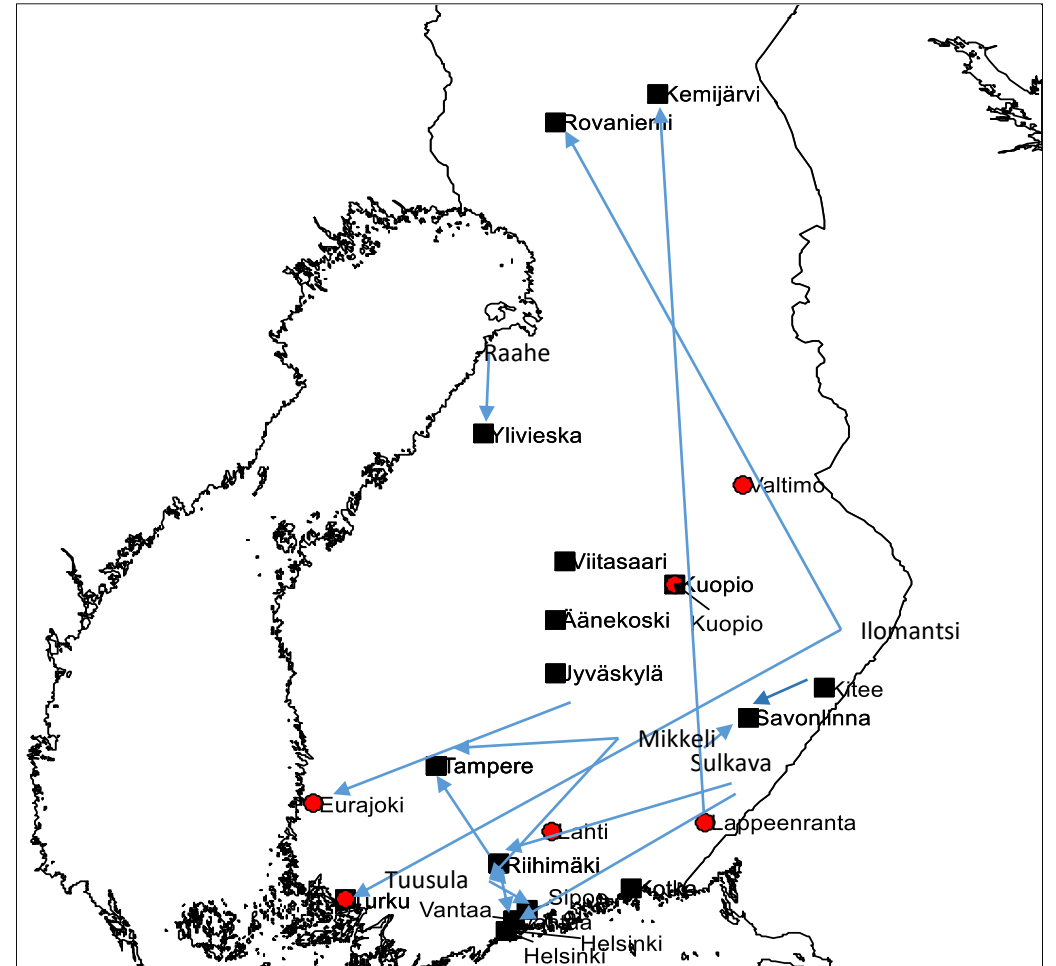 Kemijärvi
Rovaniemi
Raahe
Ylivieska
Valtimo
Viitasaari
Kuopio
Kuopio
Äänekoski
Ilomantsi
Jyväskylä
Kitee
Savonlinna
Mikkeli
Sulkava
Tampere
Eurajoki
Lappeenranta
Lahti
Riihimäki
Tuusula
Kotka
Sipoo
Turku
Vantaa
Vantaa
Helsinki
Helsinki